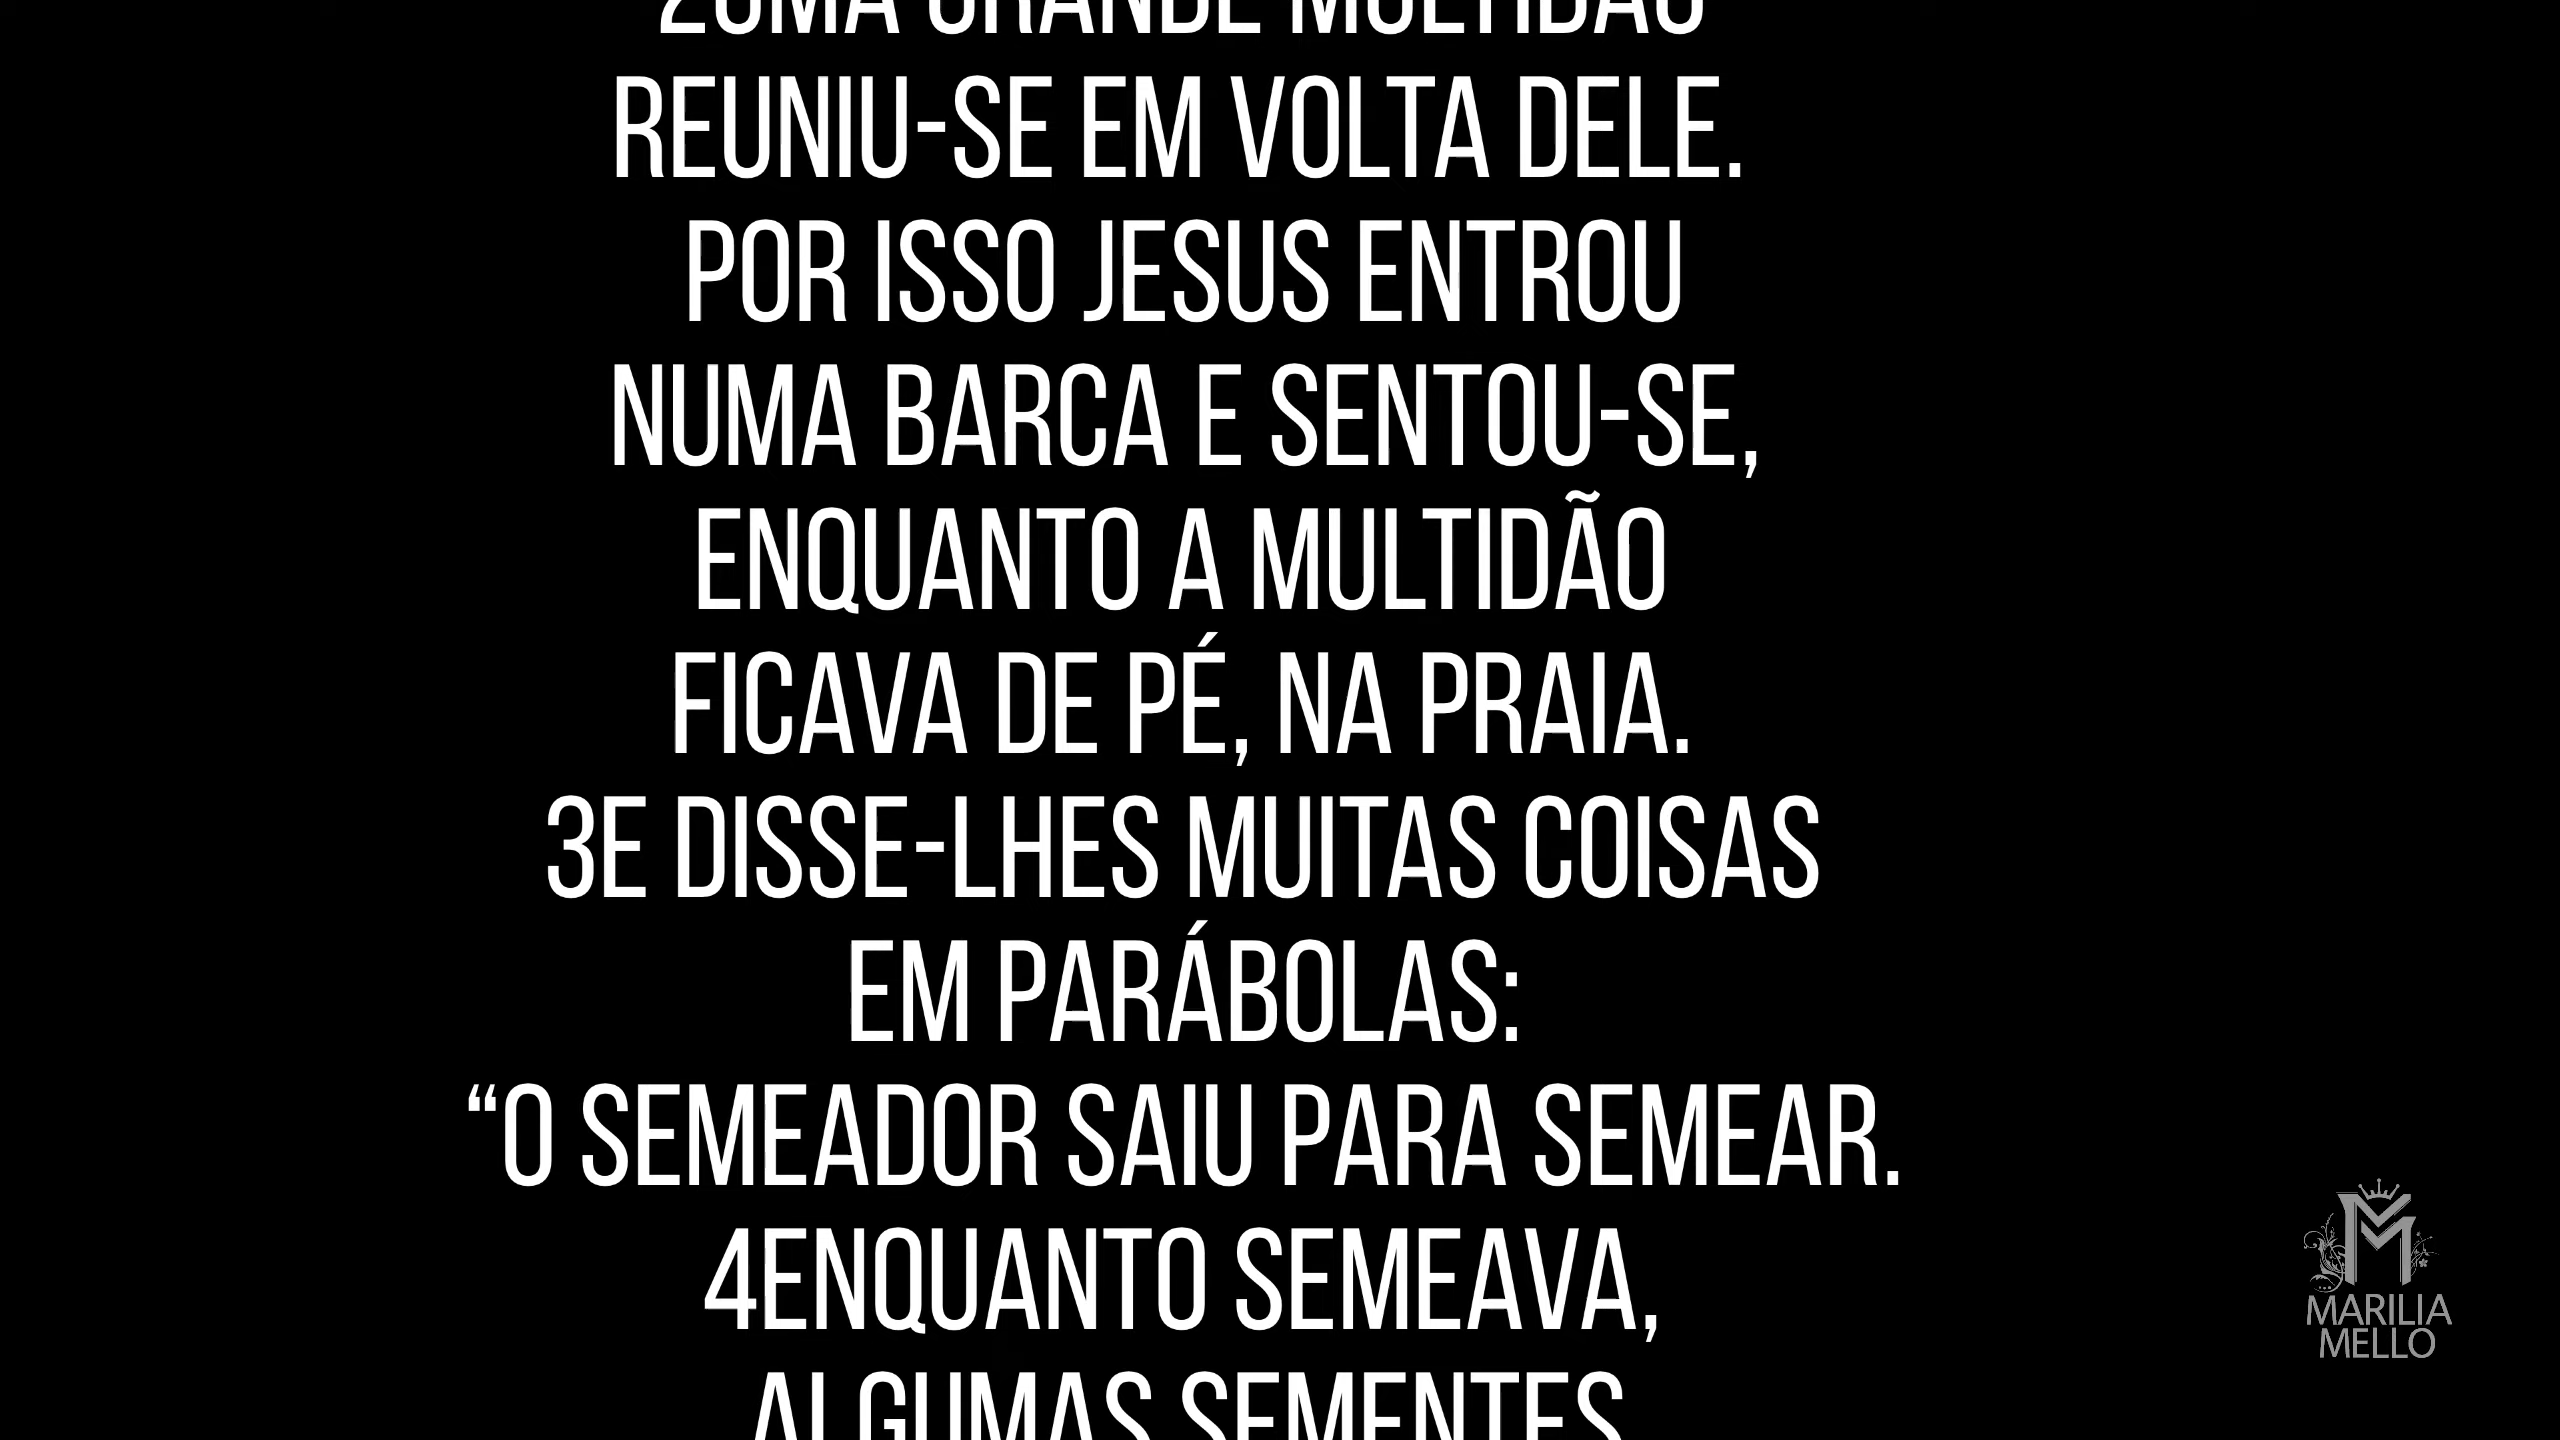 2UMA GRANDE MULTIDÃO
REUNIU-SE EM VOLTA DELE.
POR ISSO JESUS ENTROU
NUMA BARCA E SENTOU-SE,
ENQUANTO A MULTIDÃO
FICAVA DE PÉ, NA PRAIA.
3E DISSE-LHES MUITAS COISAS
EM PARÁBOLAS:
“O SEMEADOR SAIU PARA SEMEAR.
4ENQUANTO SEMEAVA,
ALGUMAS SEMENTES
MARILIA
MELLO